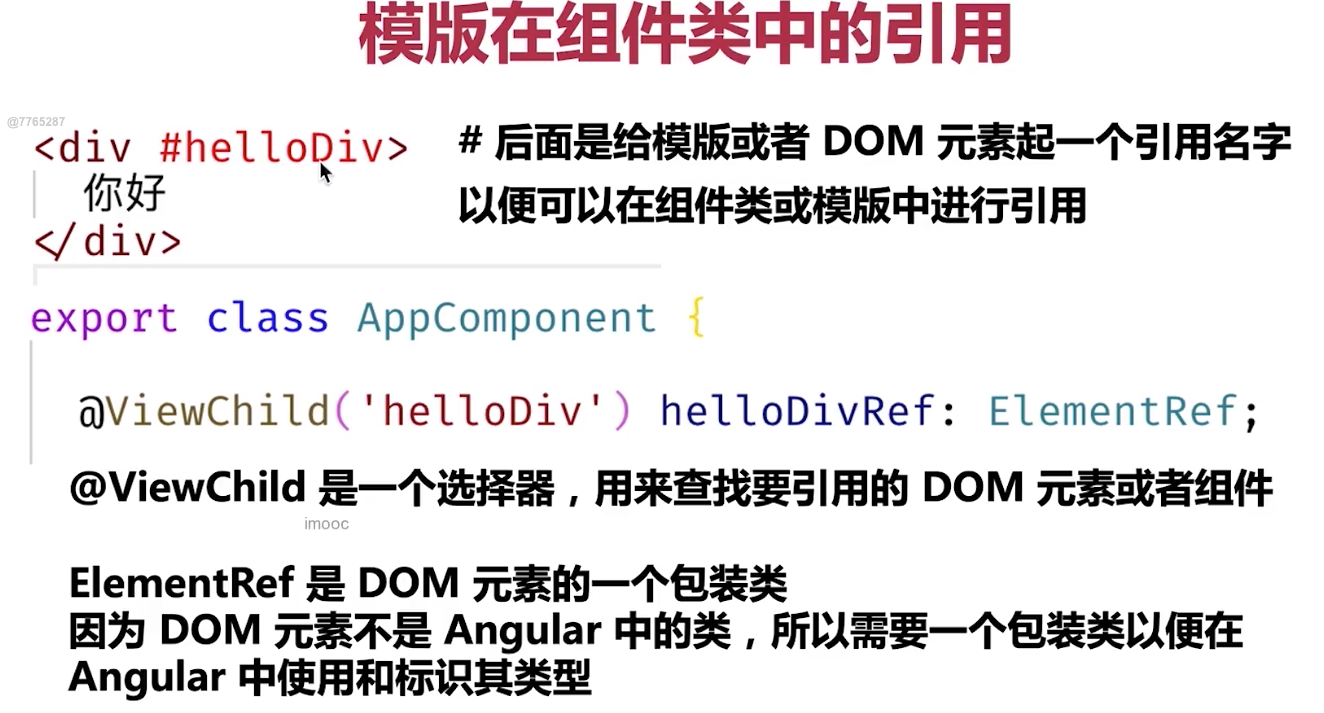 模版在组件类中的引用
@7765287
<div #helloDiv>
你好
</div>
# 后面是给模版或者 DOM 元素起一个引用名字
以便可以在组件类或模版中进行引用
export class AppComponent {
@ViewChild('helloDiv') helloDivRef: ElementRef;
@ViewChild 是一个选择器，用来查找要引用的 DOM 元素或者组件
imooc
ElementRef 是 DOM 元素的一个包装类
因为 DOM 元素不是 Angular 中的类，所以需要一个包装类以便在
Angular 中使用和标识其类型